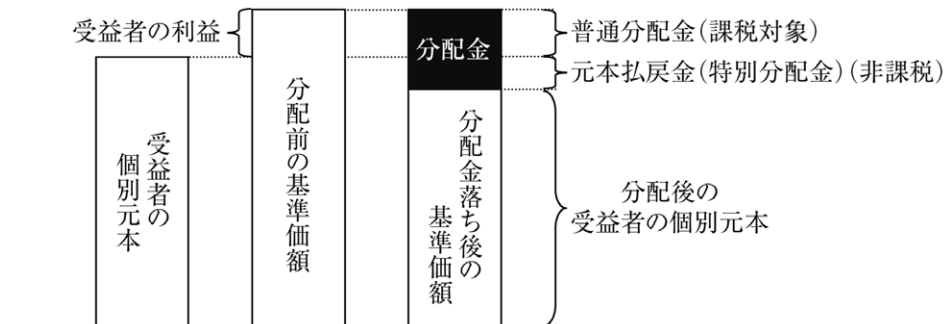 受益者の利益
分配金
普通分配金（課税対象）
元本払戻金（特別分配金）（非課税）
受益者の
個別元本
分配前の基準価額
分配金落ち後の
基準価額
分配後の
受益者の個別元本